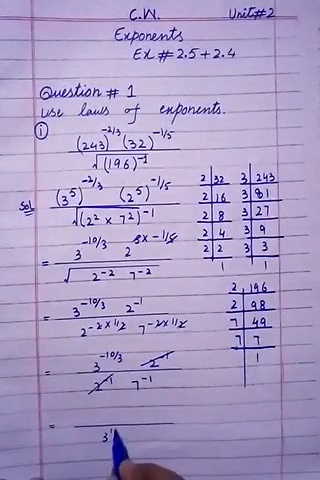 C.W. Unit#2
Exponents
Ex # 2.5+2.4
Question # 1
use laws of exponents.
(i)
(243)^-2/3 (32)^-1/5
√(196)^-1
Sol
(3^5)^-2/3 (2^5)^-1/5
√(2^2 × 7^2)^-1
= 3^-10/3 2^5×-1/5
√ 2^-2 7^-2
= 3^-10/3 2^-1
2^-2×1/2 7^-2×1/2
= 3^-10/3 2^-1
2^-1 7^-1
=
3
2 | 32
2 | 16
2 | 8
2 | 4
2 | 2
1
3 | 243
3 | 81
3 | 27
3 | 9
3 | 3
1
2 | 196
2 | 98
7 | 49
7 | 7
1